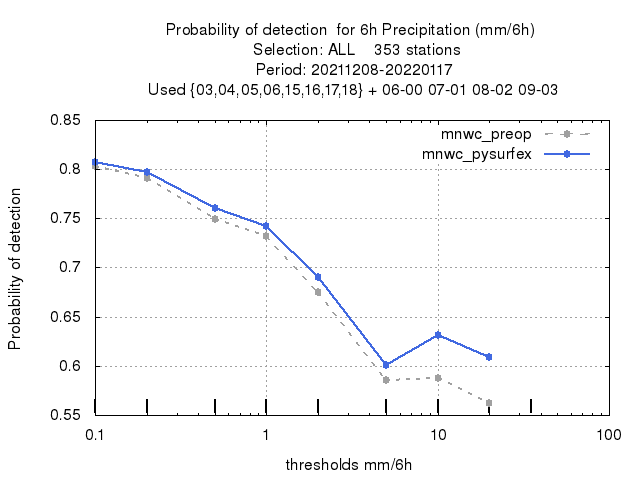 Probability of detection  for 6h Precipitation (mm/6h)
Selection: ALL    353 stations
Period: 20211208-20220117
Used {03,04,05,06,15,16,17,18} + 06-00 07-01 08-02 09-03
mnwc_preop
mnwc_pysurfex
Probability of detection
0.85
0.8
0.75
0.7
0.65
0.6
0.55
0.1 1 10 100
thresholds mm/6h